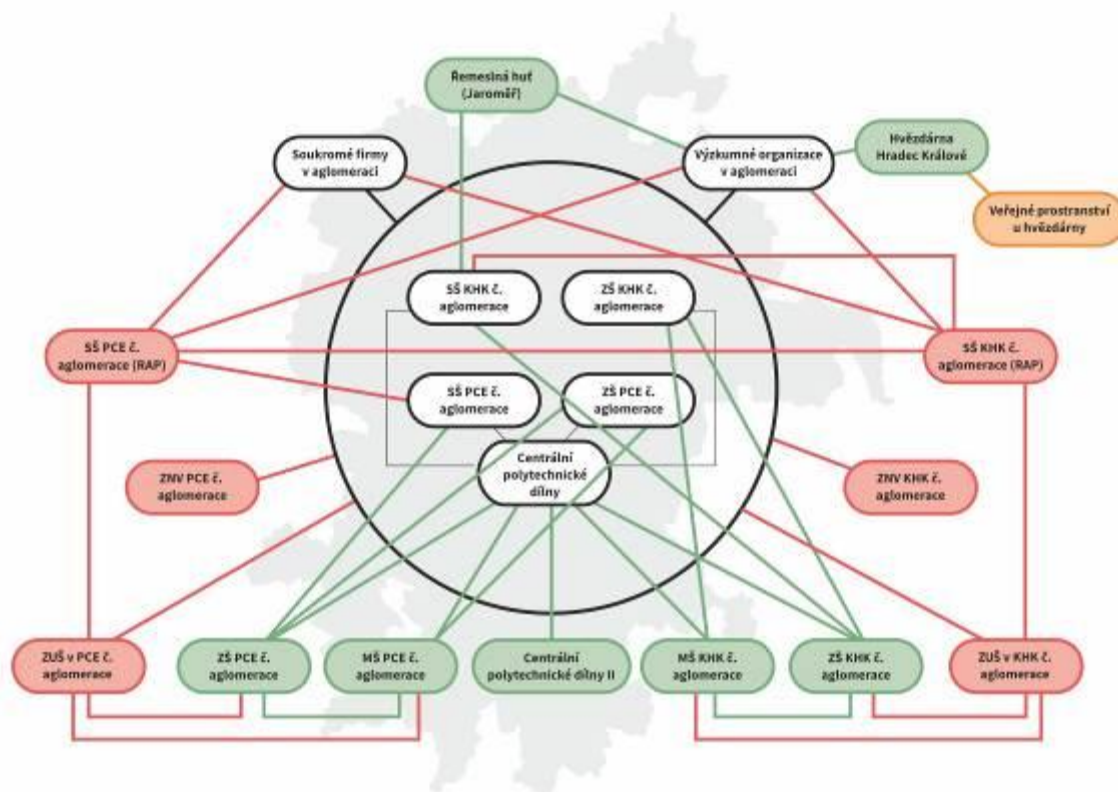 Řemeslná huť
(Jaroměř)
Soukromé firmy
v aglomeraci
Výzkumné organizace
v aglomeraci
Hvězdárna
Hradec Králové
Veřejné prostranství
u hvězdárny
SŠ KHK č.
aglomerace
ZŠ KHK č.
aglomerace
SŠ PCE č.
aglomerace (RAP)
SŠ KHK č.
aglomerace (RAP)
SŠ PCE č.
aglomerace
ZŠ PCE č.
aglomerace
Centrální
polytechnické
dílny
ZNV PCE č.
aglomerace
ZNV KHK č.
aglomerace
ZUŠ v PCE č.
aglomerace
ZŠ PCE č.
aglomerace
MŠ PCE č.
aglomerace
Centrální
polytechnické dílny II
MŠ KHK č.
aglomerace
ZŠ KHK č.
aglomerace
ZUŠ v KHK č.
aglomerace